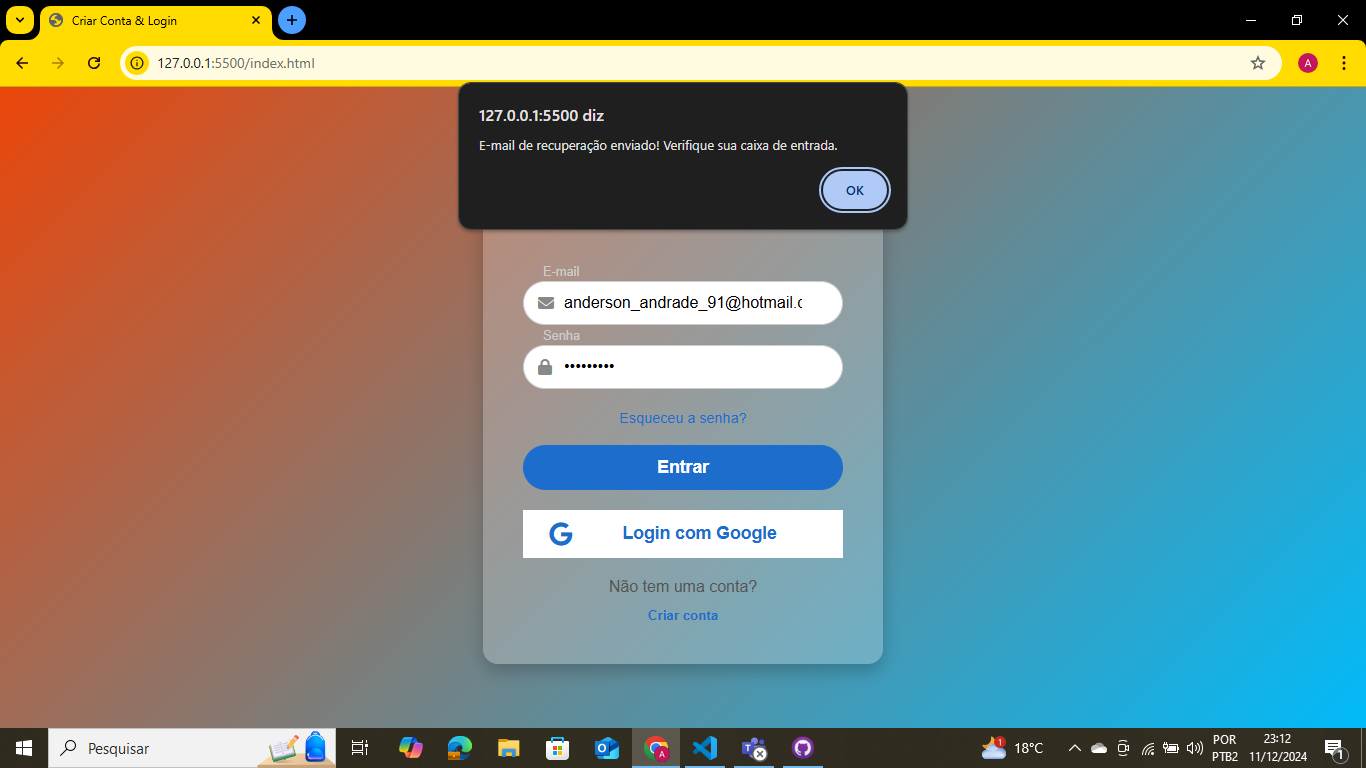 Criar Conta & Login
127.0.0.1:5500/index.html
A
127.0.0.1:5500 diz
E-mail de recuperação enviado! Verifique sua caixa de entrada.
OK
E-mail
anderson_andrade_91@hotmail.c
Senha
Esqueceu a senha?
Entrar
G
Login com Google
Não tem uma conta?
Criar conta
Pesquisar
A
1
18°C
POR
PTB2
23:12
11/12/2024
1